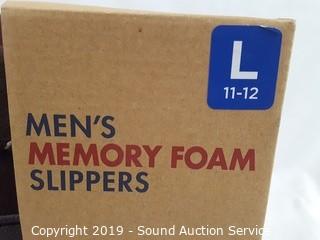 L
11-12
MEN'S
MEMORY FOAM
SLIPPERS
Copyright 2019 - Sound Auction Service